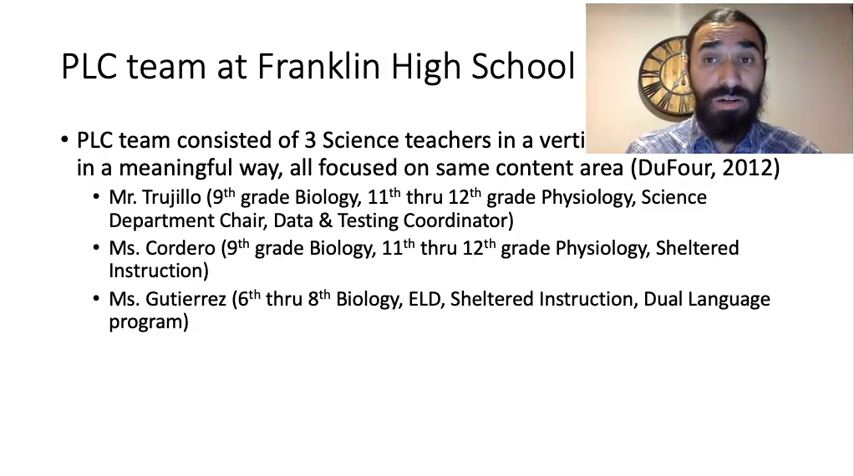 PLC team at Franklin High School
• PLC team consisted of 3 Science teachers in a
in a meaningful way, all focused on same content area (DuFour, 2012)
• Mr. Trujillo (9th grade Biology, 11th thru 12th grade Physiology, Science
Department Chair, Data & Testing Coordinator)
• Ms. Cordero (9th grade Biology, 11th thru 12th grade Physiology, Sheltered
Instruction)
• Ms. Gutierrez (6th thru 8th Biology, ELD, Sheltered Instruction, Dual Language
program)